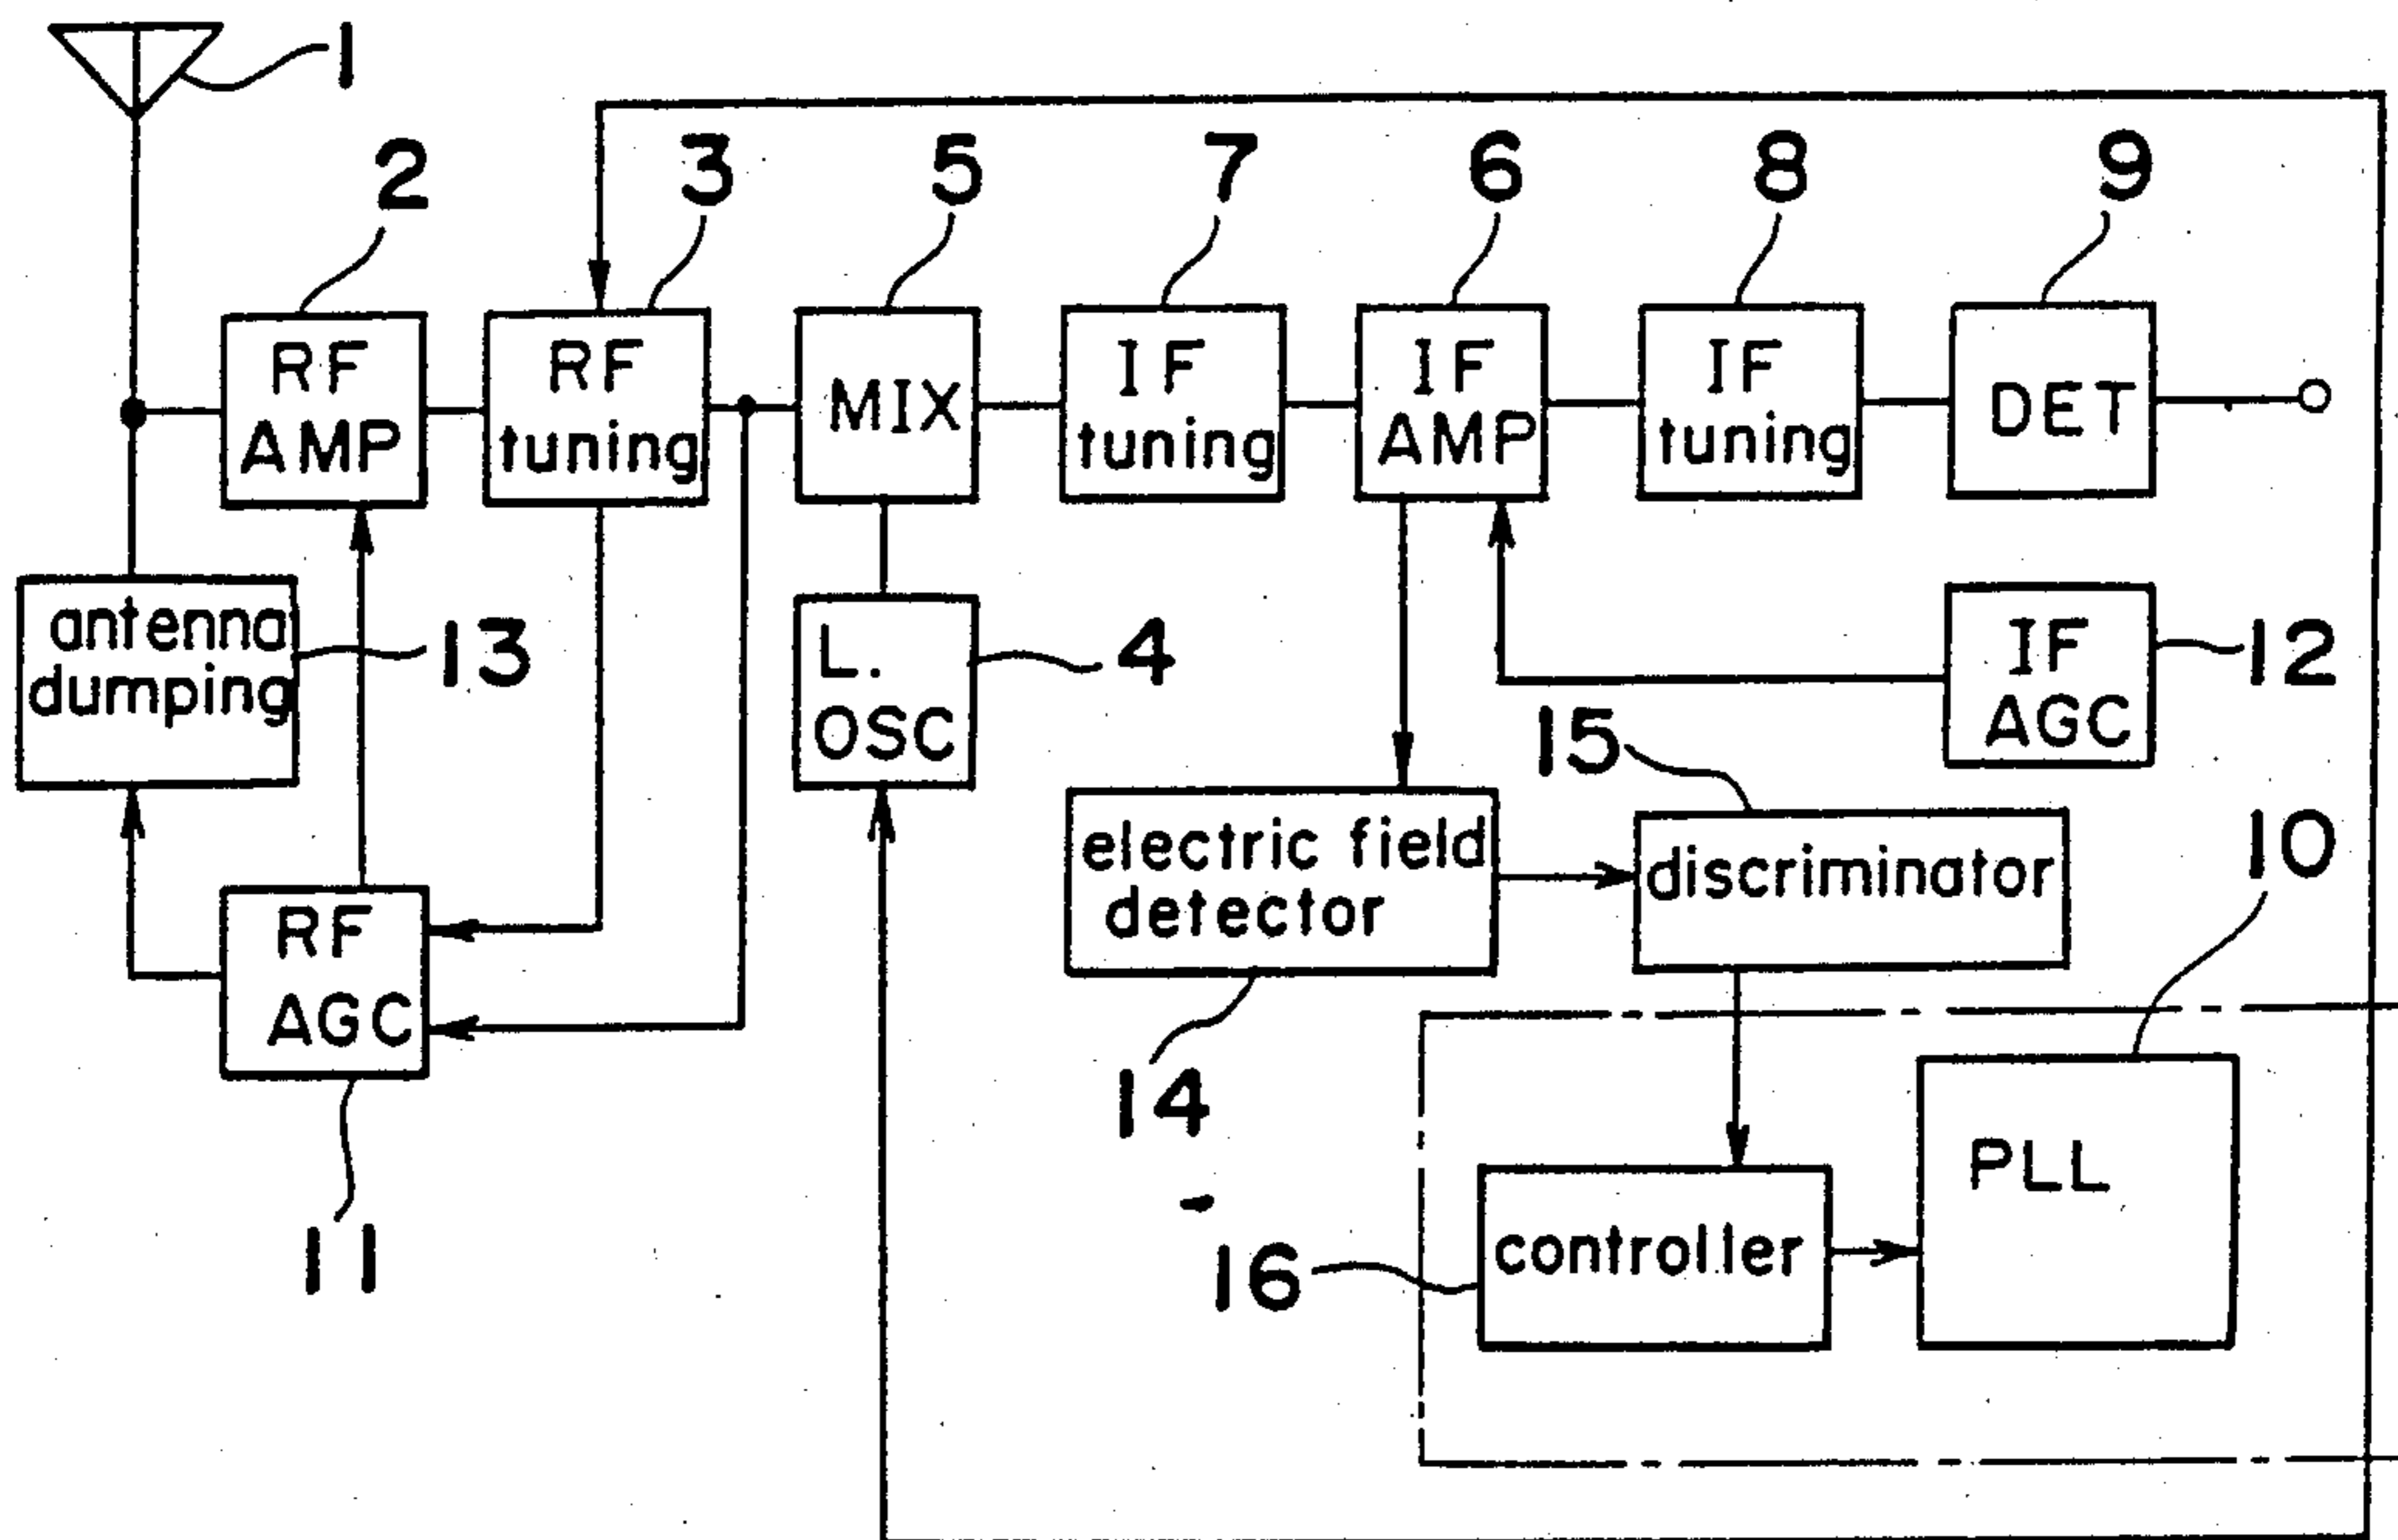 1
2
3
5
7
6
8
9
RF
AMP
RF
tuning
MIX
IF
tuning
IF
AMP
IF
tuning
DET
antenna
dumping
13
L.
OSC
4
IF
AGC
12
15
electric field
detector
discriminator
10
RF
AGC
14
11
16
controller
PLL